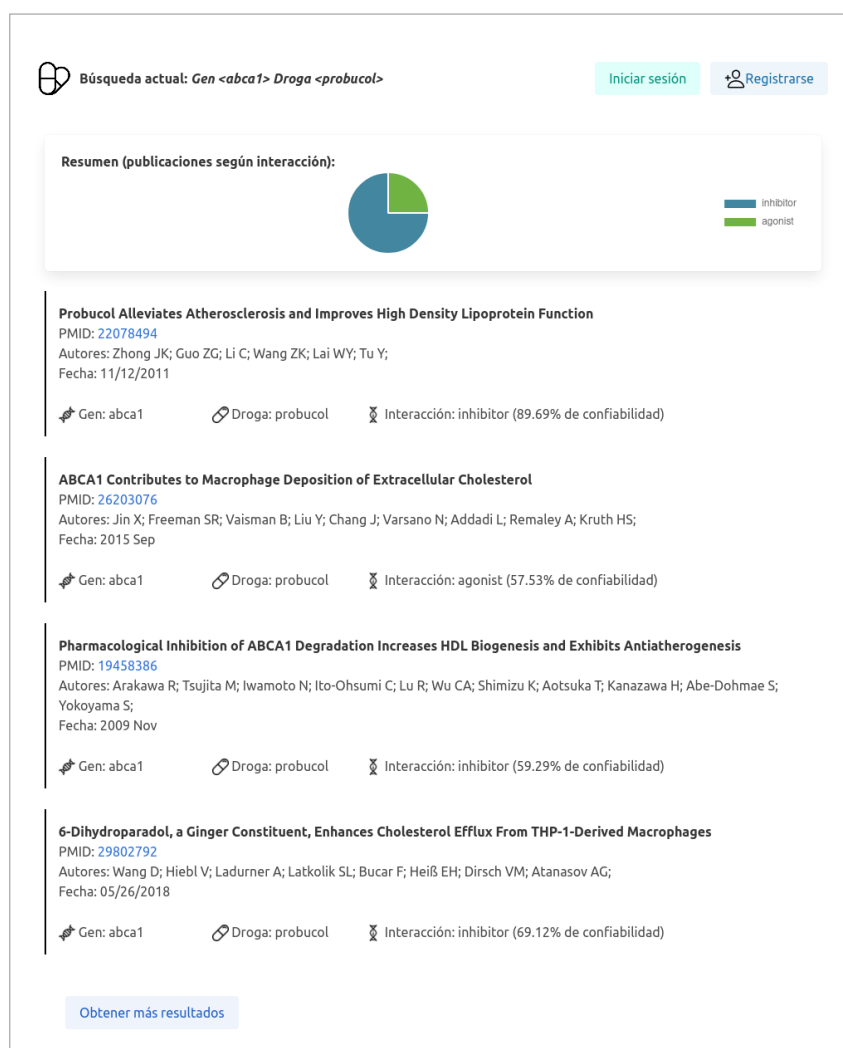 Búsqueda actual: Gen <abca1> Droga <probucol>
Iniciar sesión
Registrarse
Resumen (publicaciones según interacción):
inhibitor
agonist
Probucol Alleviates Atherosclerosis and Improves High Density Lipoprotein Function
PMID: 22078494
Autores: Zhong JK; Guo ZG; Li C; Wang ZK; Lai WY; Tu Y;
Fecha: 11/12/2011
Gen: abca1
Droga: probucol
Interacción: inhibitor (89.69% de confiabilidad)
ABCA1 Contributes to Macrophage Deposition of Extracellular Cholesterol
PMID: 26203076
Autores: Jin X; Freeman SR; Vaisman B; Liu Y; Chang J; Varsano N; Addadi L; Remaley A; Kruth HS;
Fecha: 2015 Sep
Gen: abca1
Droga: probucol
Interacción: agonist (57.53% de confiabilidad)
Pharmacological Inhibition of ABCA1 Degradation Increases HDL Biogenesis and Exhibits Antiatherogenesis
PMID: 19458386
Autores: Arakawa R; Tsujita M; Iwamoto N; Ito-Ohsumi C; Lu R; Wu CA; Shimizu K; Aotsuka T; Kanazawa H; Abe-Dohmae S;
Yokoyama S;
Fecha: 2009 Nov
Gen: abca1
Droga: probucol
Interacción: inhibitor (59.29% de confiabilidad)
6-Dihydroparadol, a Ginger Constituent, Enhances Cholesterol Efflux From THP-1-Derived Macrophages
PMID: 29802792
Autores: Wang D; Hiebl V; Ladurner A; Latkolik SL; Bucar F; Heiß EH; Dirsch VM; Atanasov AG;
Fecha: 05/26/2018
Gen: abca1
Droga: probucol
Interacción: inhibitor (69.12% de confiabilidad)
Obtener más resultados